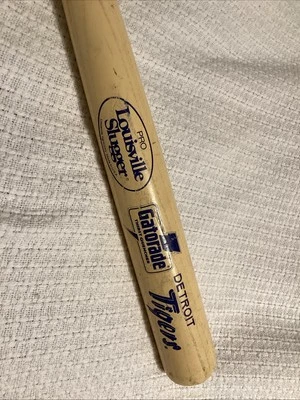 PRO
Louisville
Slugger
Gatorade
DETROIT
Tigers